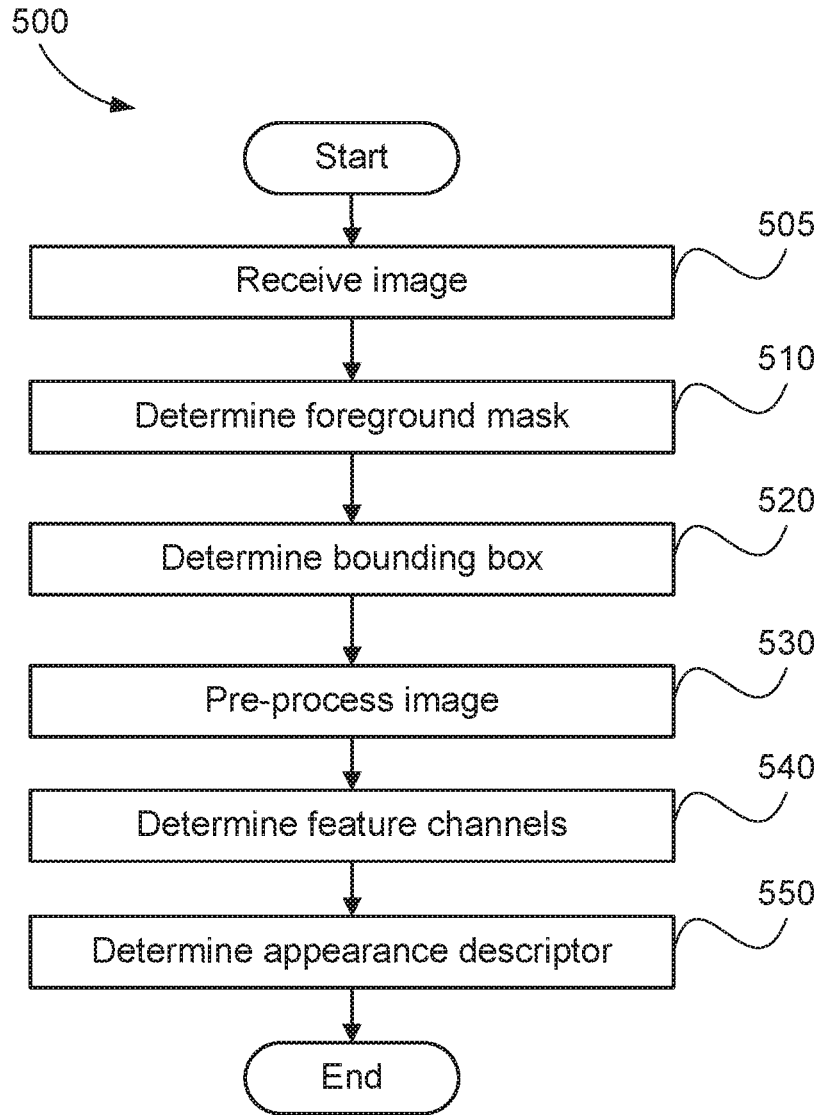 500
Start
505
Receive image
510
Determine foreground mask
520
Determine bounding box
530
Pre-process image
540
Determine feature channels
550
Determine appearance descriptor
End